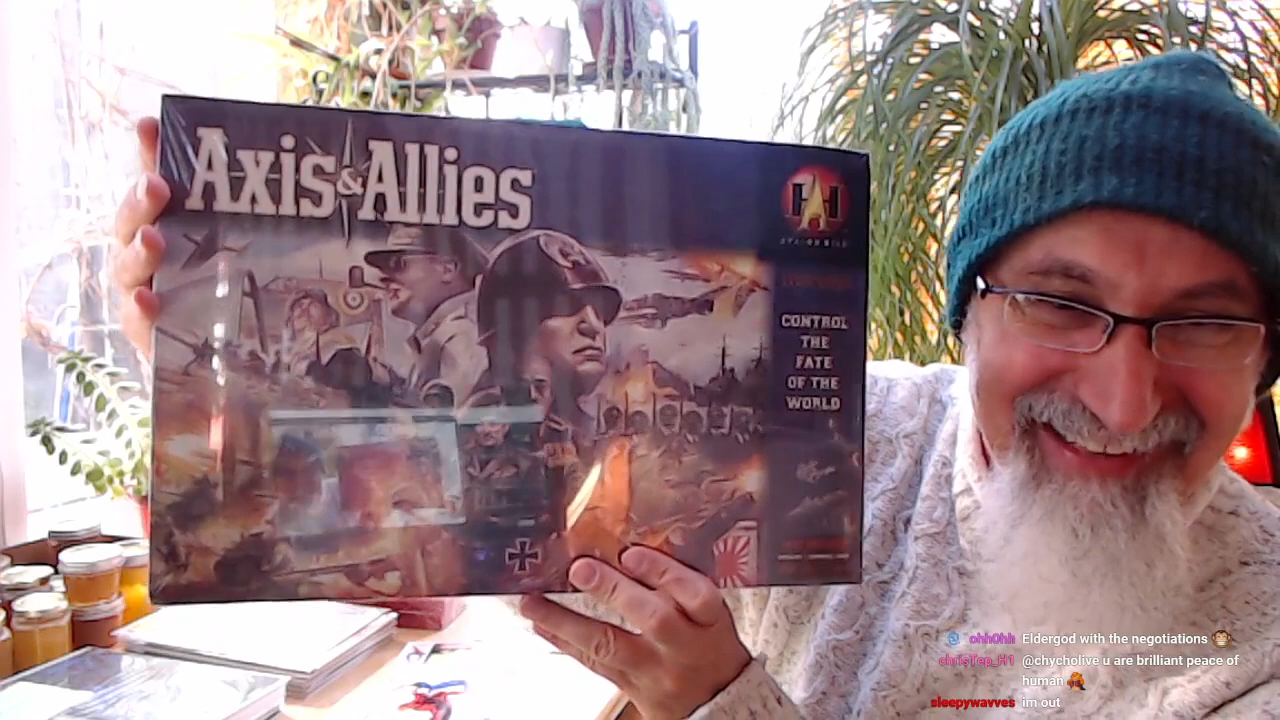 Axis & Allies
H H
CONTROL
THE
FATE
OF THE
WORLD
ohh0hh Eldergod with the negotiations
chrisTep_H1 @chycholive u are brilliant peace of
human
sleepywavves im out